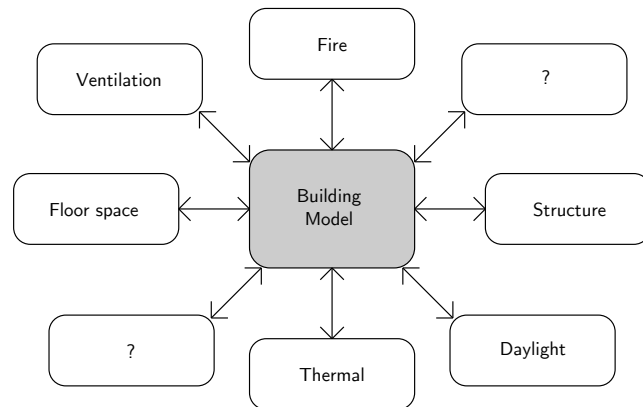 Fire
Ventilation
?
Building
Model
Floor space
Structure
?
Daylight
Thermal